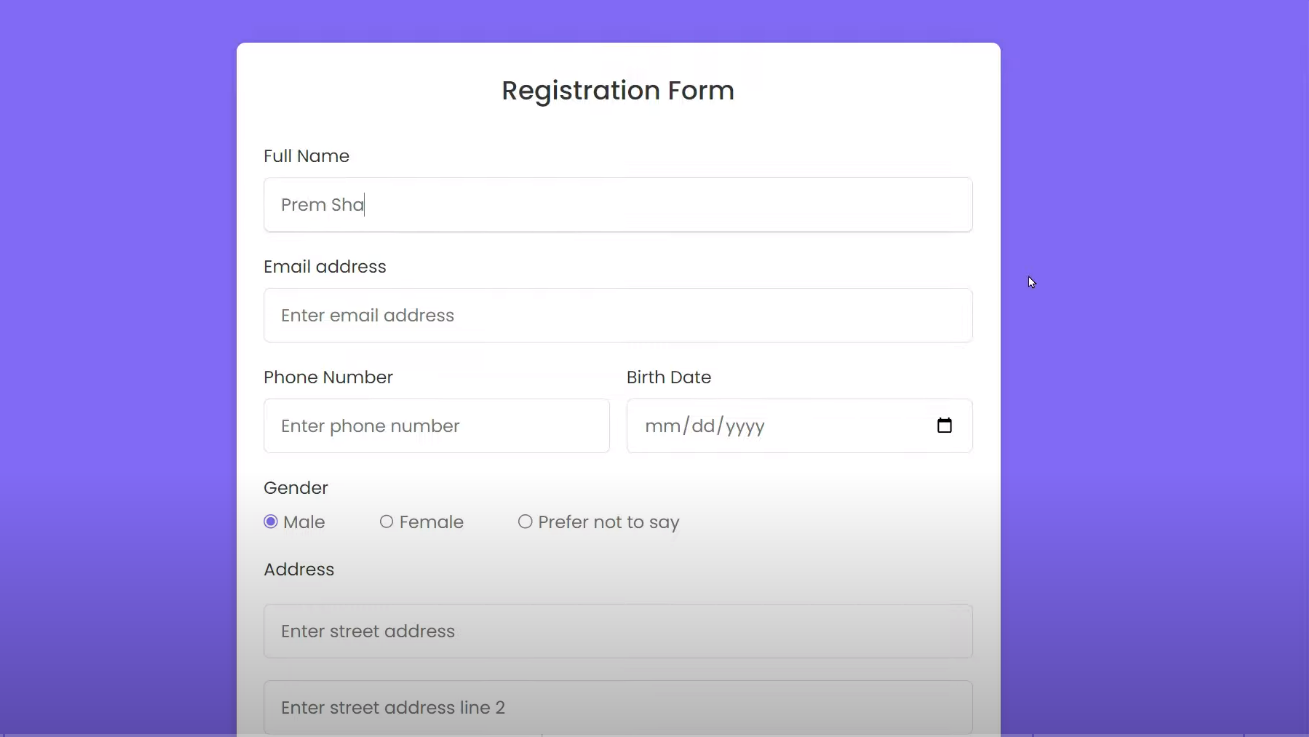 Registration Form
Full Name
Prem Sha
Email address
Enter email address
Phone Number Birth Date
Enter phone number mm/dd/yyyy
Gender
Male Female Prefer not to say
Address
Enter street address
Enter street address line 2